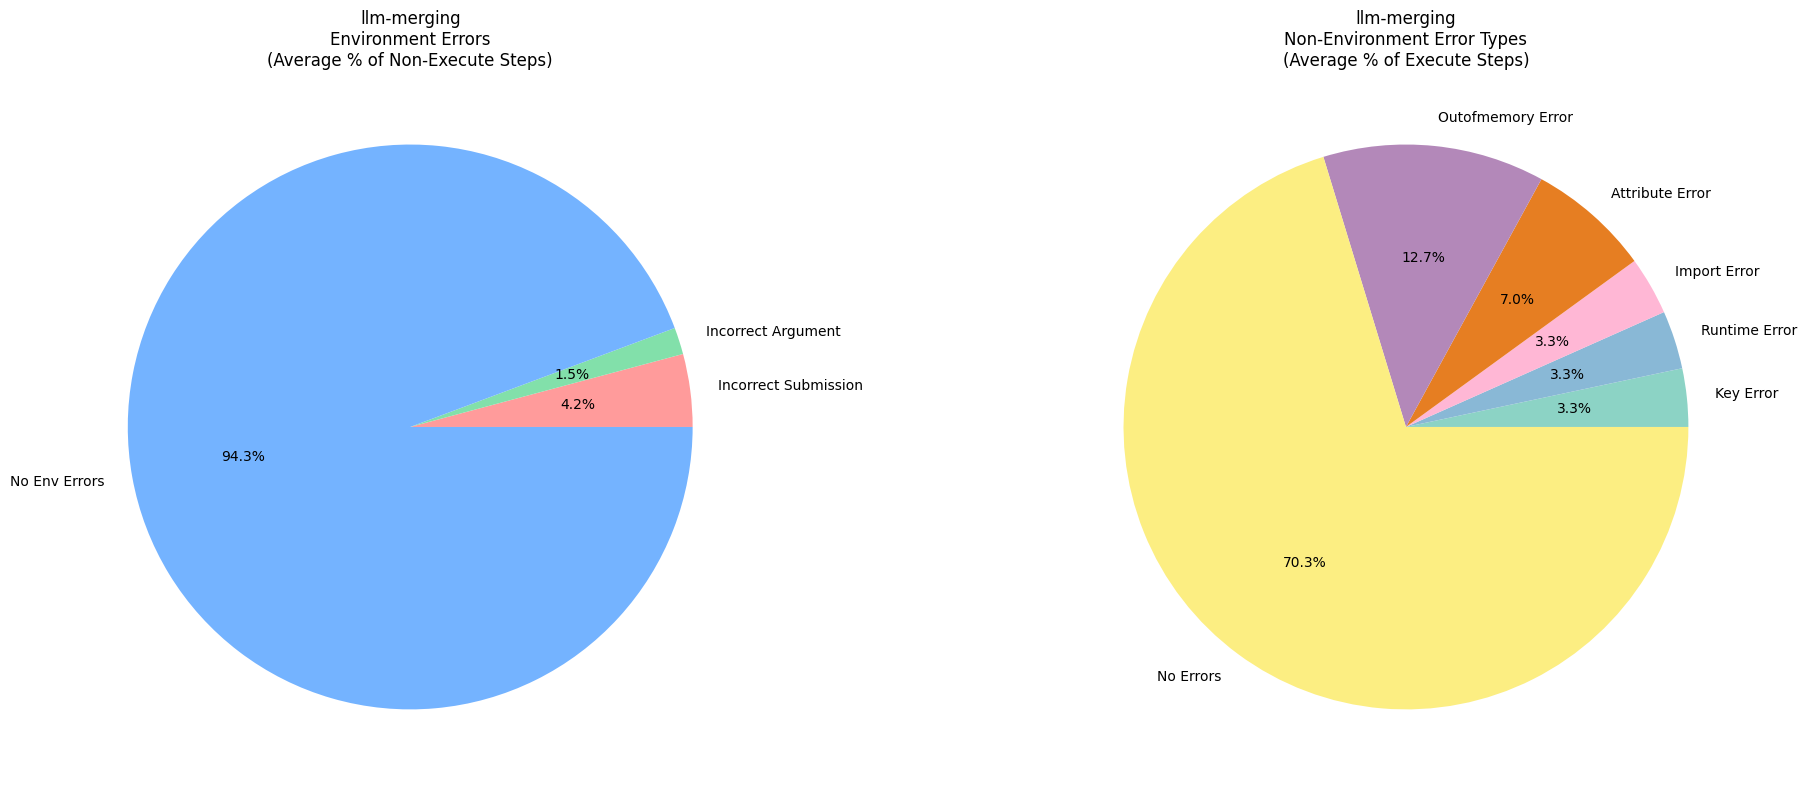 llm-merging
Environment Errors
(Average % of Non-Execute Steps)
Incorrect Argument
1.5%
Incorrect Submission
4.2%
94.3%
No Env Errors
llm-merging
Non-Environment Error Types
(Average % of Execute Steps)
Outofmemory Error
12.7%
Attribute Error
7.0%
Import Error
3.3%
Runtime Error
3.3%
Key Error
3.3%
70.3%
No Errors